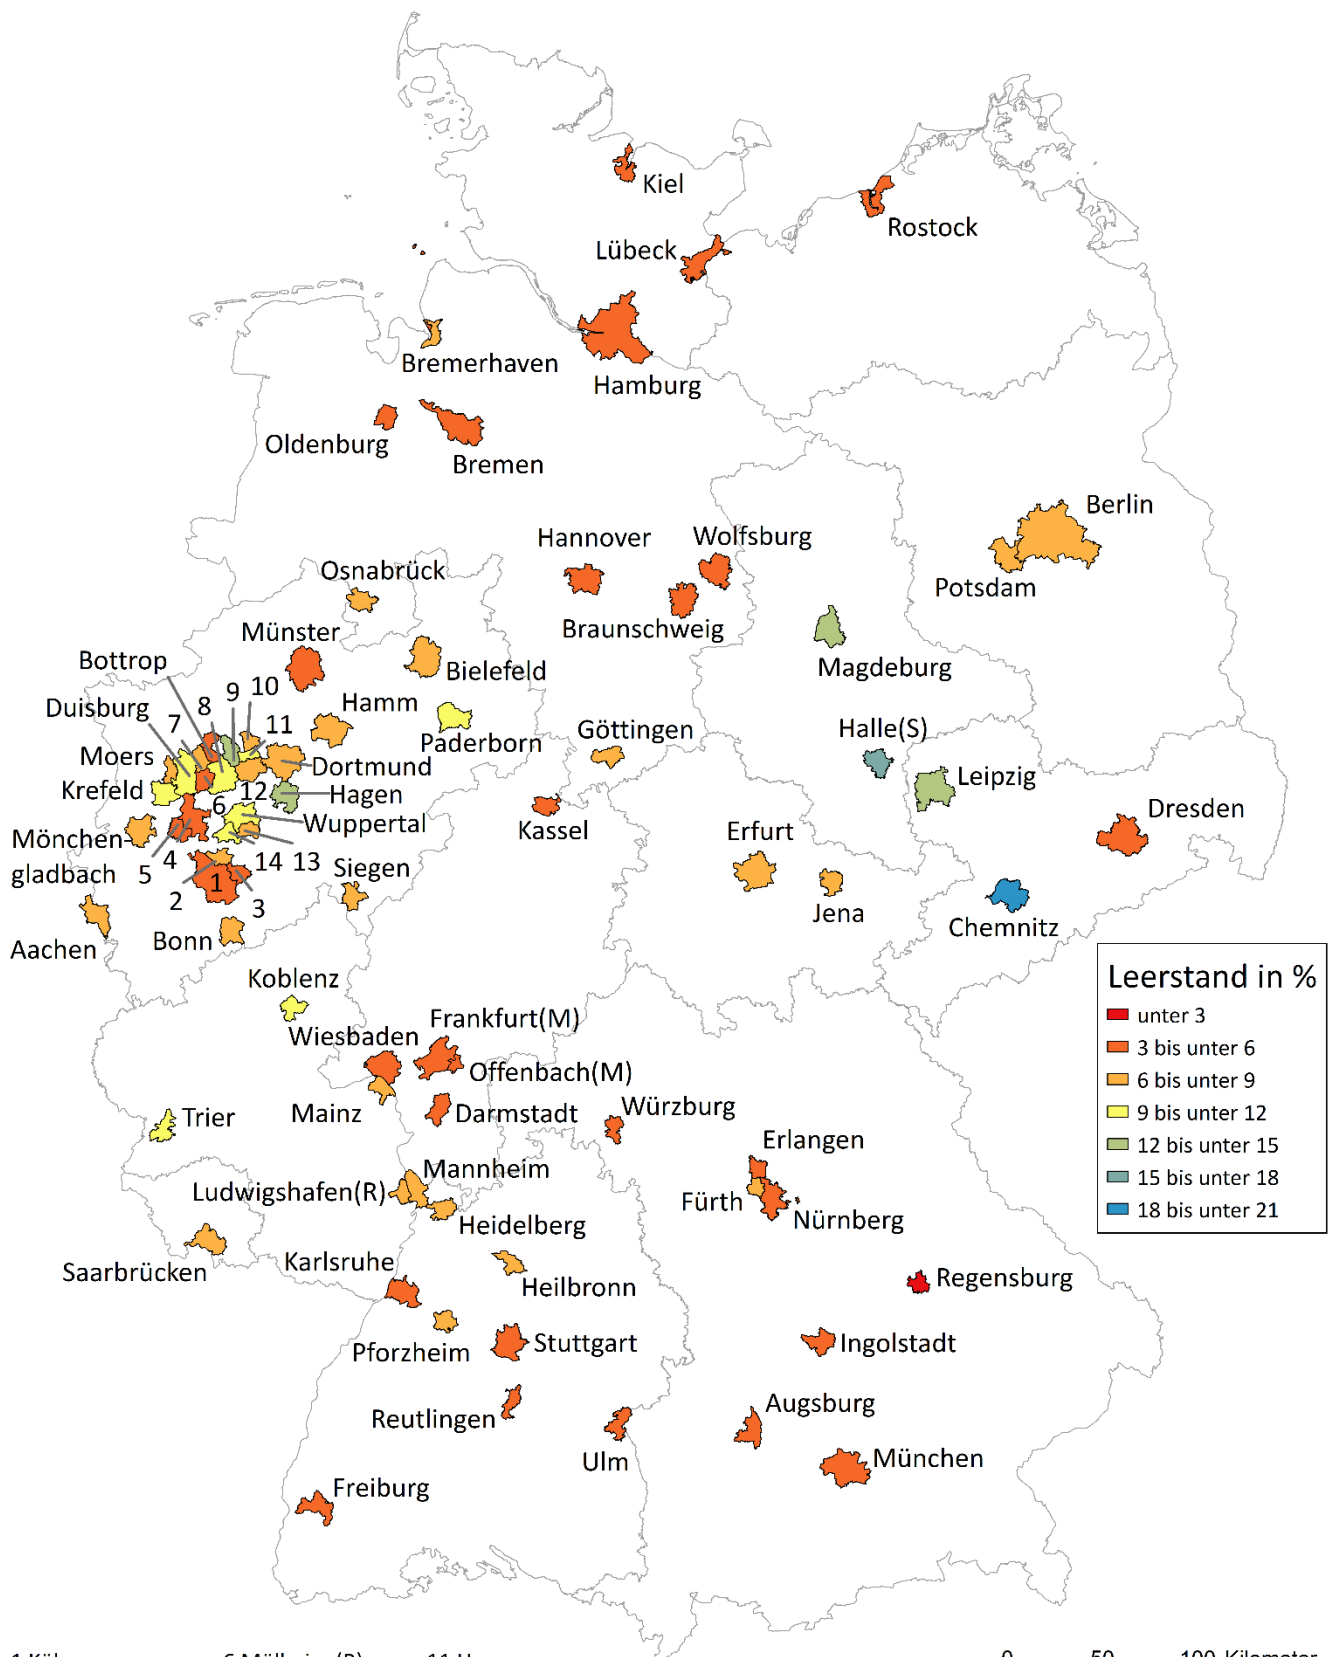 Kiel
Rostock
Lübeck
Bremerhaven
Hamburg
Oldenburg
Bremen
Berlin
Hannover
Wolfsburg
Osnabrück
Potsdam
Münster
Braunschweig
Bottrop
Bielefeld
Magdeburg
Duisburg
7
8
9
10
Hamm
11
Göttingen
Halle(S)
Moers
Paderborn
Dortmund
Leipzig
Krefeld
6
12
Hagen
Wuppertal
Dresden
Mönchen
gladbach
5
4
14
13
Kassel
Erfurt
2
1
3
Siegen
Jena
Chemnitz
Aachen
Bonn
Koblenz
Leerstand in %
unter 3
3 bis unter 6
6 bis unter 9
9 bis unter 12
12 bis unter 15
15 bis unter 18
18 bis unter 21
Frankfurt(M)
Wiesbaden
Offenbach(M)
Mainz
Darmstadt
Würzburg
Trier
Erlangen
Mannheim
Ludwigshafen(R)
Fürth
Nürnberg
Heidelberg
Saarbrücken
Karlsruhe
Heilbronn
Regensburg
Pforzheim
Stuttgart
Ingolstadt
Reutlingen
Augsburg
Ulm
München
Freiburg
0 50 100 Kilometer